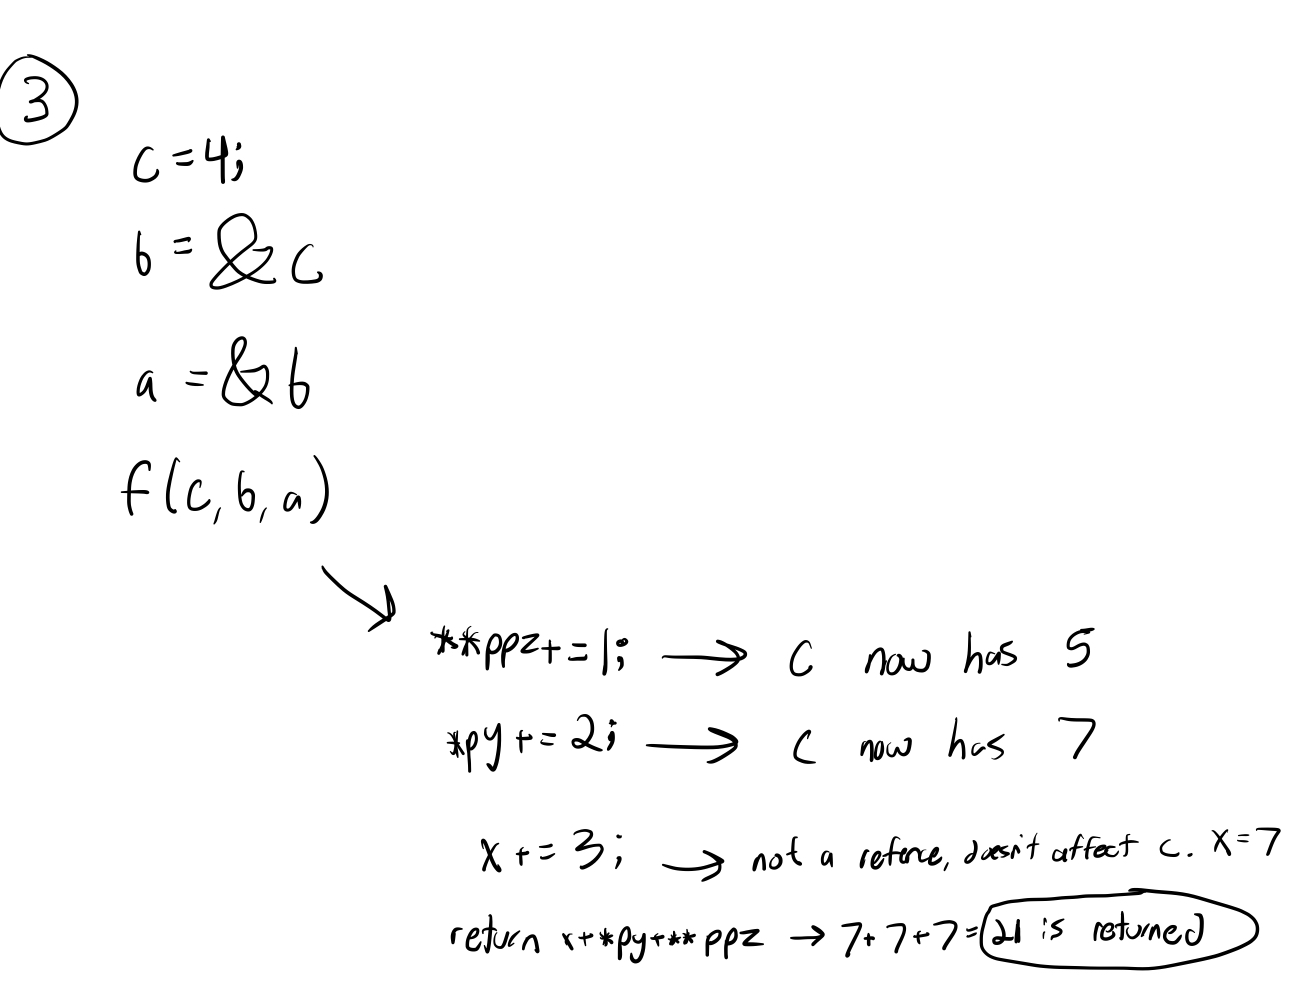 3
c=4;
b=&c
a=&b
f(c,b,a)
**ppz+=1; → c now has 5
*py+=2; → c now has 7
x+=3; → not a refence, doesn't affect c. x=7
return x+*py+**ppz → 7+7+7=21 is returned